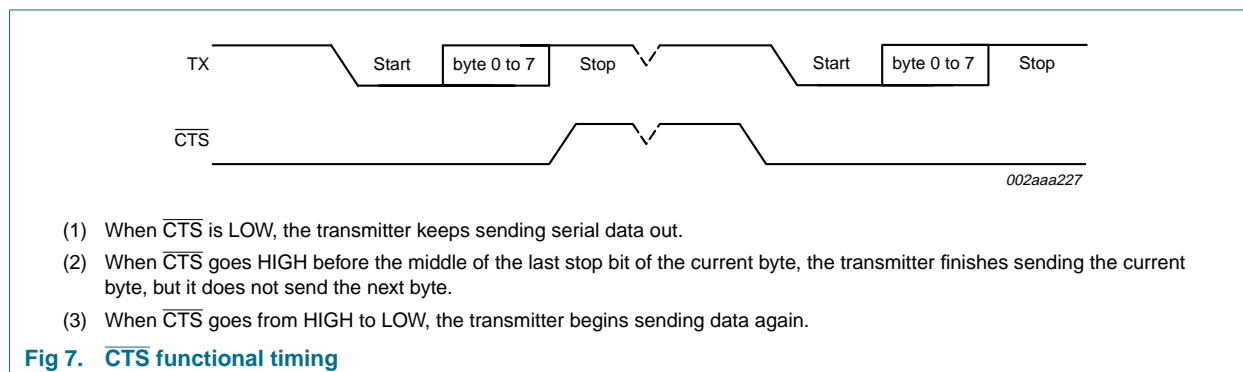 TX Start byte 0 to 7 Stop Start byte 0 to 7 Stop
CTS
002aaa227
(1) When CTS is LOW, the transmitter keeps sending serial data out.
(2) When CTS goes HIGH before the middle of the last stop bit of the current byte, the transmitter finishes sending the current
byte, but it does not send the next byte.
(3) When CTS goes from HIGH to LOW, the transmitter begins sending data again.
Fig 7. CTS functional timing